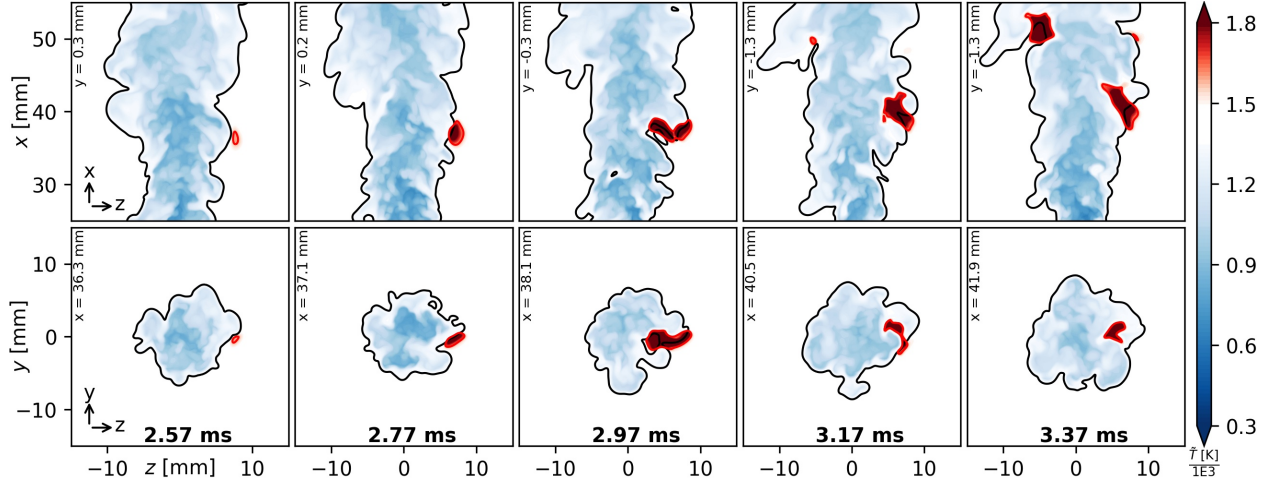 50
40
30
x [mm]
y = 0.3 mm
x
z
y = 0.2 mm
y = -0.3 mm
y = -1.3 mm
y = -1.3 mm
10
0
−10
y [mm]
x = 36.3 mm
y
z
2.57 ms
x = 37.1 mm
2.77 ms
x = 38.1 mm
2.97 ms
x = 40.5 mm
3.17 ms
x = 41.9 mm
3.37 ms
−10 z [mm] 10
−10 0 10
−10 0 10
−10 0 10
−10 0 10
1.8
1.5
1.2
0.9
0.6
0.3
T̃ [K]
1E3